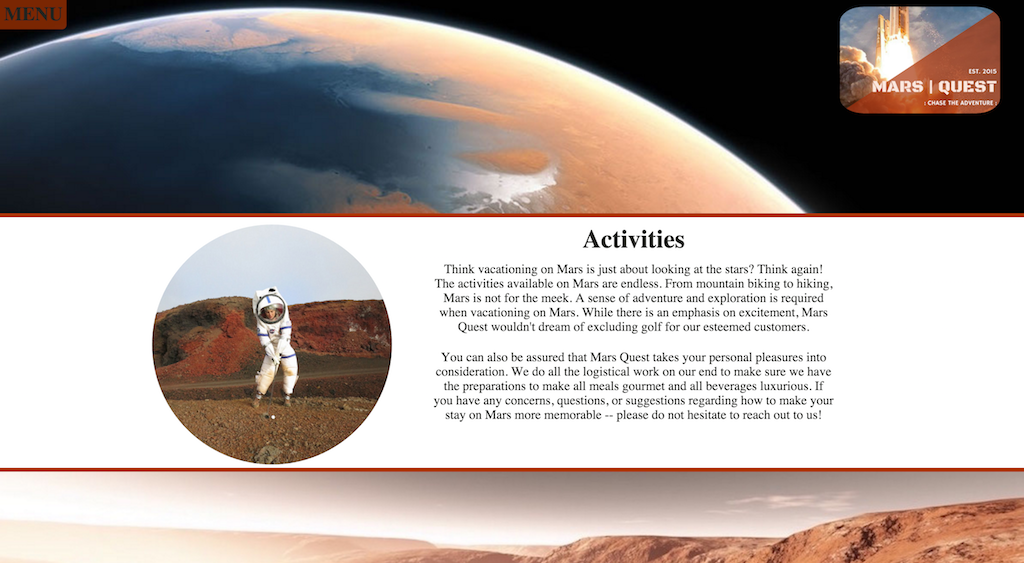 MENU
EST. 2015
MARS | QUEST
: CHASE THE ADVENTURE :
Activities
Think vacationing on Mars is just about looking at the stars? Think again!
The activities available on Mars are endless. From mountain biking to hiking,
Mars is not for the meek. A sense of adventure and exploration is required
when vacationing on Mars. While there is an emphasis on excitement, Mars
Quest wouldn't dream of excluding golf for our esteemed customers.
You can also be assured that Mars Quest takes your personal pleasures into
consideration. We do all the logistical work on our end to make sure we have
the preparations to make all meals gourmet and all beverages luxurious. If
you have any concerns, questions, or suggestions regarding how to make your
stay on Mars more memorable -- please do not hesitate to reach out to us!